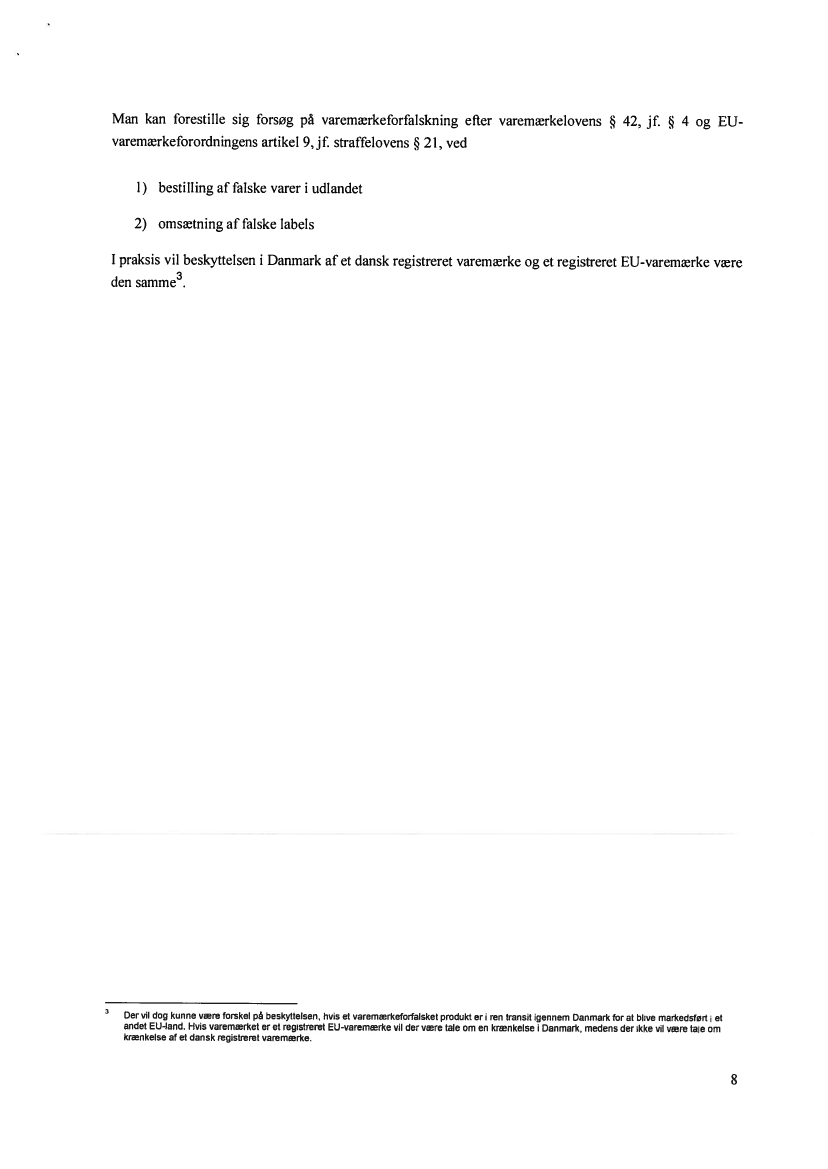 Man kan forestille sig forsøg på varemærkeforfalskning efter varemærkelovens § 42, jf. § 4 og EU-
varemærkeforordningens artikel 9, jf. straffelovens § 21, ved
1) bestilling af falske varer i udlandet
2) omsætning af falske labels
I praksis vil beskyttelsen i Danmark af et dansk registreret varemærke og et registreret EU-varemærke være
den samme³.
³ Der vil dog kunne være forskel på beskyttelsen, hvis et varemærkeforfalsket produkt er i ren transit igennem Danmark for at blive markedsført i et
andet EU-land. Hvis varemærket er et registreret EU-varemærke vil der være tale om en krænkelse i Danmark, medens der ikke vil være tale om
krænkelse af et dansk registreret varemærke.
8